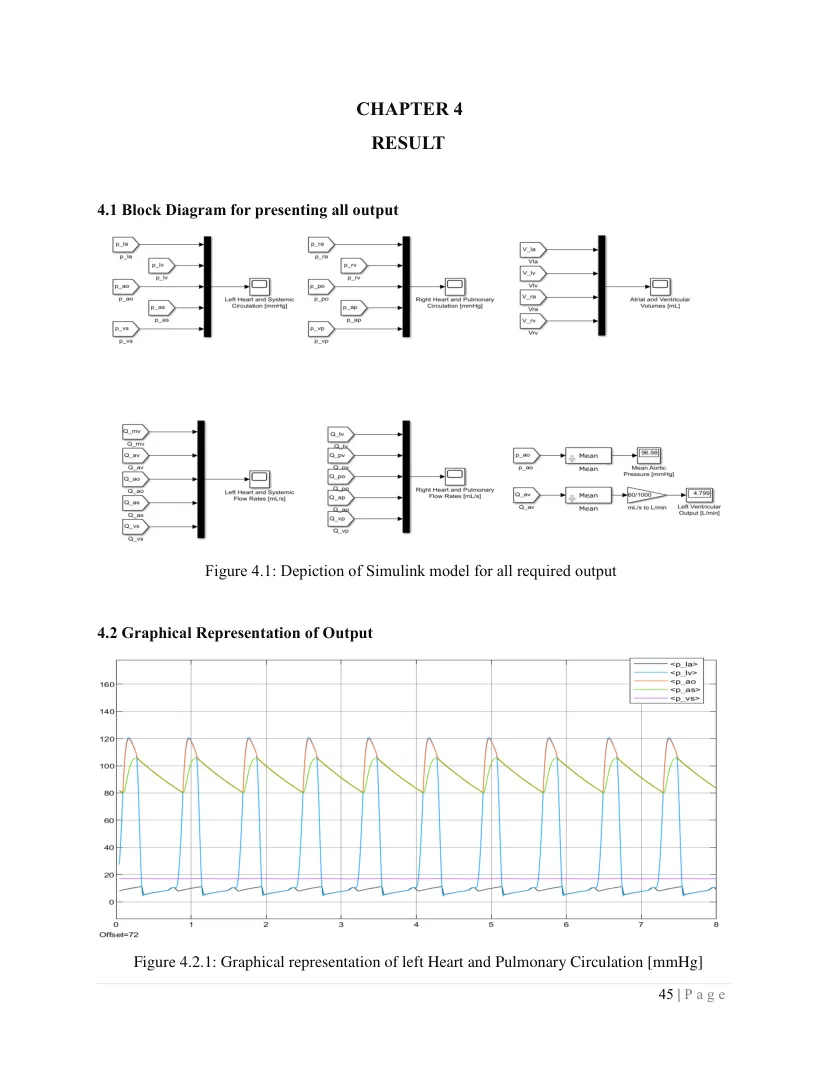 CHAPTER 4
RESULT
4.1 Block Diagram for presenting all output
p_la
p_la
p_lv
p_lv
p_ao
p_ao
p_as
p_as
p_vs
p_vs
Left Heart and Systemic
Circulation [mmHg]
p_ra
p_ra
p_rv
p_rv
p_po
p_po
p_ap
p_ap
p_vp
p_vp
Right Heart and Pulmonary
Circulation [mmHg]
V_la
Vla
V_lv
Vlv
V_ra
Vra
V_rv
Vrv
Atrial and Ventricular
Volumes [mL]
Q_mv
Q_mv
Q_av
Q_av
Q_ao
Q_ao
Q_as
Q_as
Q_vs
Q_vs
Left Heart and Systemic
Flow Rates [mL/s]
Q_tv
Q_tv
Q_pv
Q_pv
Q_po
Q_po
Q_ap
Q_ap
Q_vp
Q_vp
Right Heart and Pulmonary
Flow Rates [mL/s]
p_ao
p_ao
Mean
Mean
96.98
Mean Aortic
Pressure [mmHg]
Q_av
Q_av
Mean
Mean
60/1000
mL/s to L/min
4.799
Left Ventricular
Output [L/min]
Figure 4.1: Depiction of Simulink model for all required output
4.2 Graphical Representation of Output
<p_la>
<p_lv>
<p_ao
<p_as>
<p_vs>
160
140
120
100
80
60
40
20
0
0 1 2 3 4 5 6 7 8
Offset=72
Figure 4.2.1: Graphical representation of left Heart and Pulmonary Circulation [mmHg]
45 | P a g e